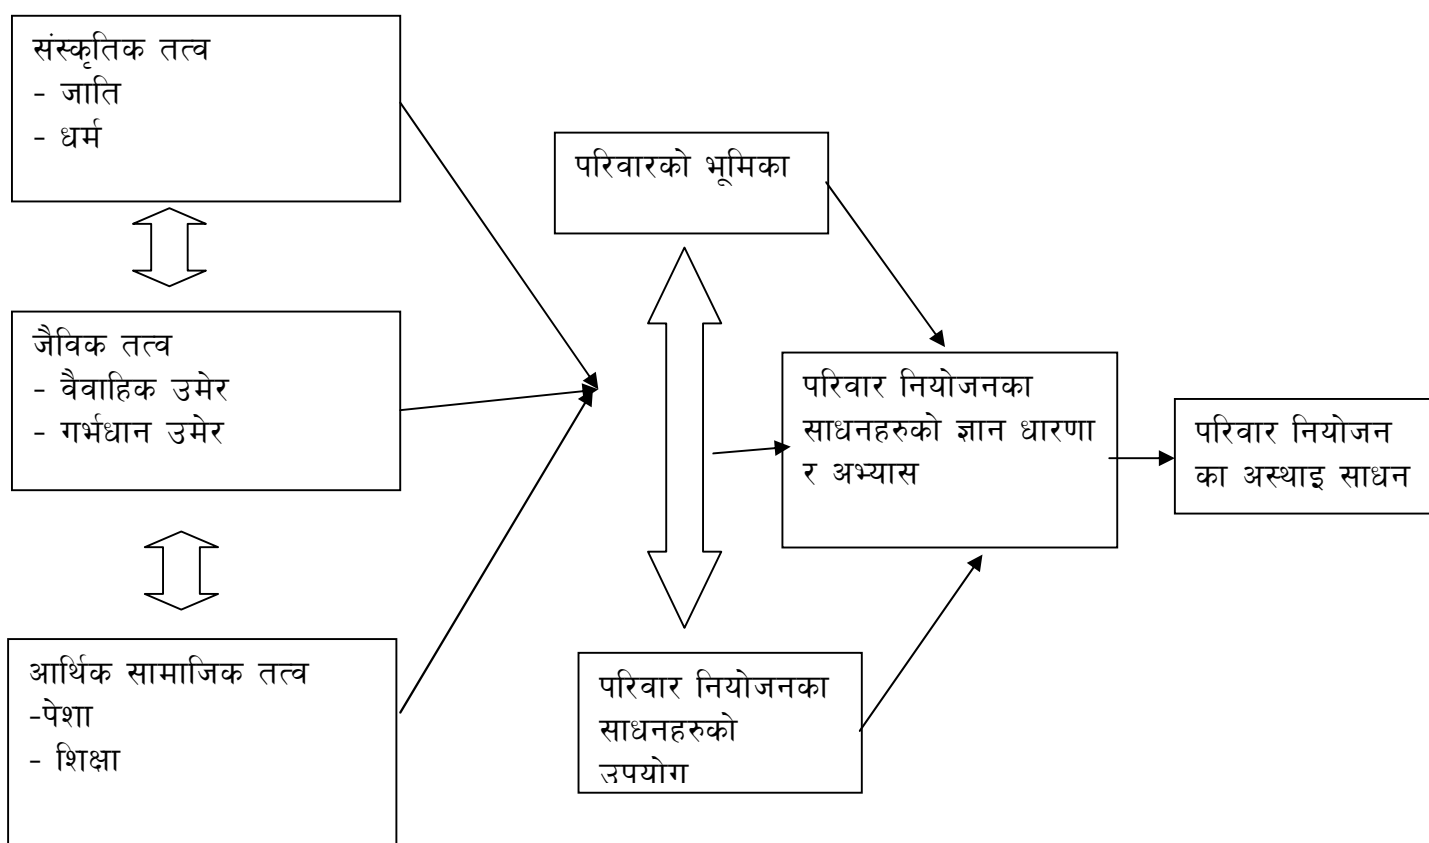 संस्कृतिक तत्व
- जाति
- धर्म
परिवारको भूमिका
जैविक तत्व
- वैवाहिक उमेर
- गर्भधान उमेर
परिवार नियोजनका
साधनहरुको ज्ञान धारणा
र अभ्यास
परिवार नियोजन
का अस्थाइ साधन
आर्थिक सामाजिक तत्व
-पेशा
- शिक्षा
परिवार नियोजनका
साधनहरुको
उपयोग